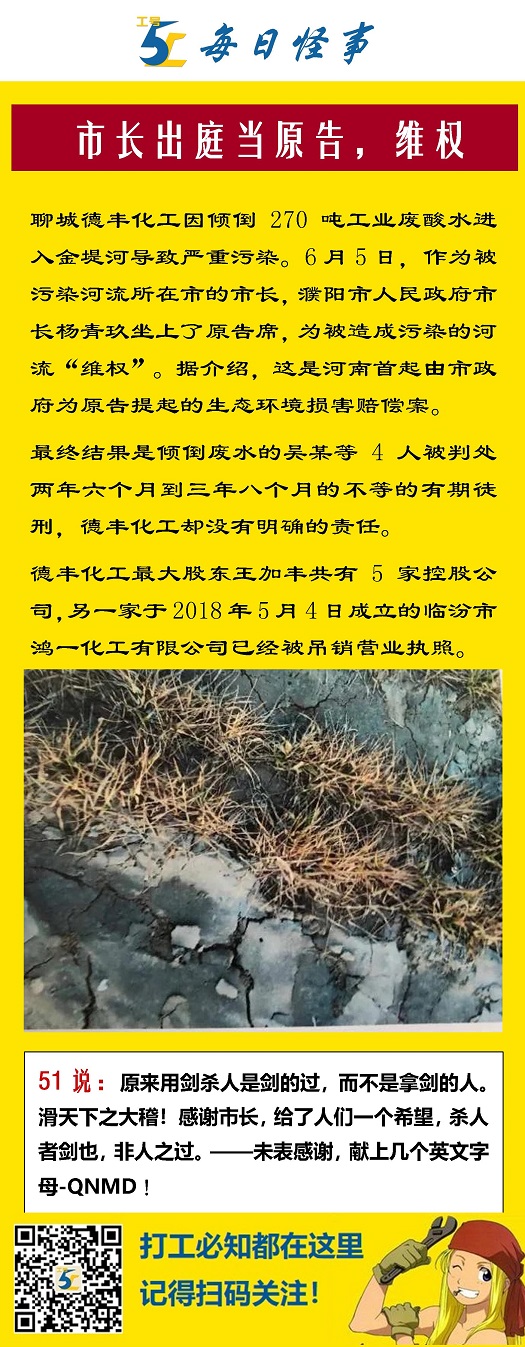 工号
51
每日怪事
市长出庭当原告，维权
聊城德丰化工因倾倒 270 吨工业废酸水进
入金堤河导致严重污染。6月5日，作为被
污染河流所在市的市长，濮阳市人民政府市
长杨青玖坐上了原告席，为被造成污染的河
流“维权”。据介绍，这是河南首起由市政
府为原告提起的生态环境损害赔偿案。
最终结果是倾倒废水的吴某等 4 人被判处
两年六个月到三年八个月的不等的有期徒
刑，德丰化工却没有明确的责任。
德丰化工最大股东王加丰共有 5 家控股公
司，另一家于2018年5月4日成立的临汾市
鸿一化工有限公司已经被吊销营业执照。
51 说：原来用剑杀人是剑的过，而不是拿剑的人。
滑天下之大稽！感谢市长，给了人们一个希望，杀人
者剑也，非人之过。——未表感谢，献上几个英文字
母-QNMD！
打工必知都在这里
记得扫码关注！